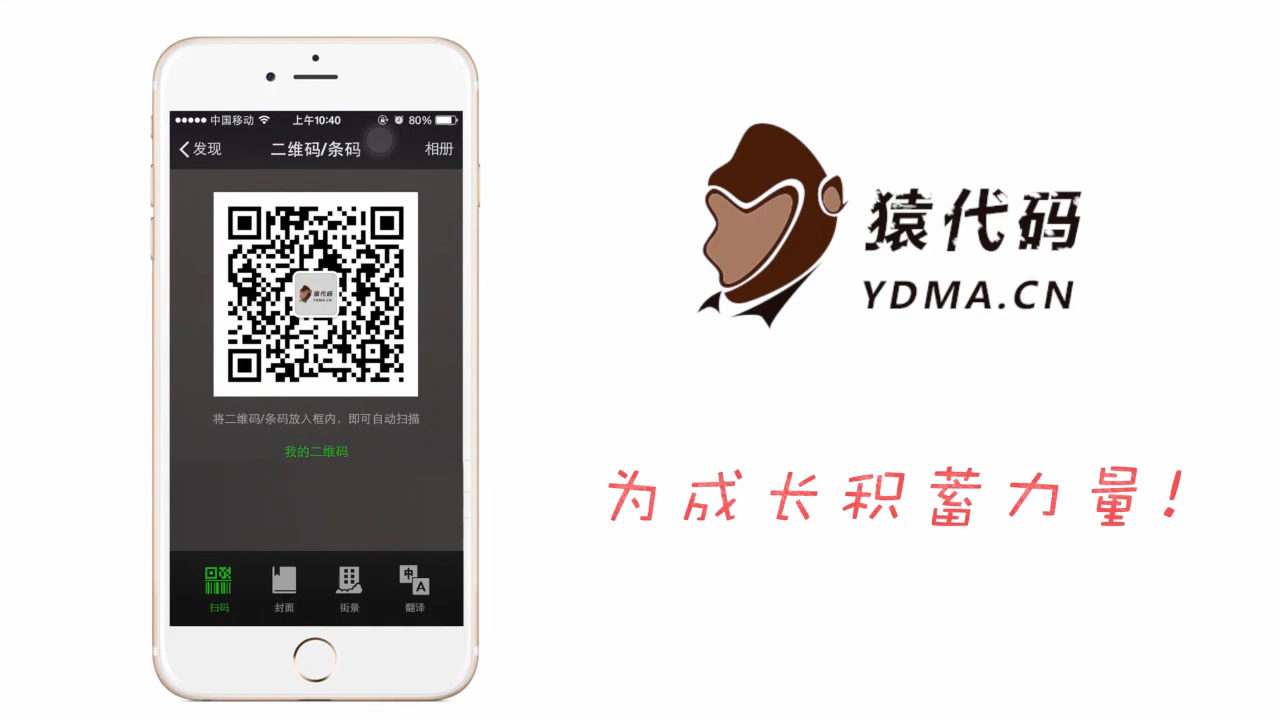 中国移动 上午10:40 80%
发现 二维码/条码 相册
猿代码
YDMA.CN
将二维码/条码放入框内，即可自动扫描
我的二维码
扫码 封面 街景 翻译
猿代码
YDMA.CN
为成长积蓄力量!